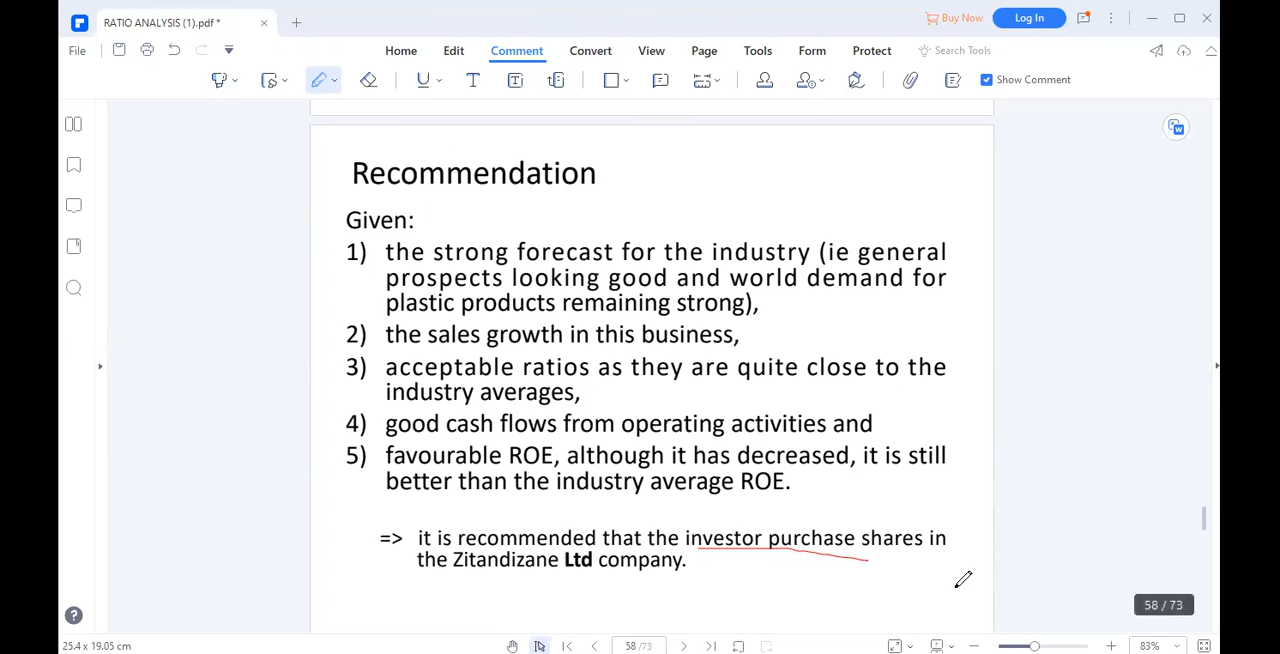 RATIO ANALYSIS (1).pdf *
Buy Now
Log In
File
Home
Edit
Comment
Convert
View
Page
Tools
Form
Protect
Search Tools
Show Comment
Recommendation
Given:
1) the strong forecast for the industry (ie general
prospects looking good and world demand for
plastic products remaining strong),
2) the sales growth in this business,
3) acceptable ratios as they are quite close to the
industry averages,
4) good cash flows from operating activities and
5) favourable ROE, although it has decreased, it is still
better than the industry average ROE.
=> it is recommended that the investor purchase shares in
the Zitandizane Ltd company.
58 / 73
25.4 x 19.05 cm
58 /73
83%